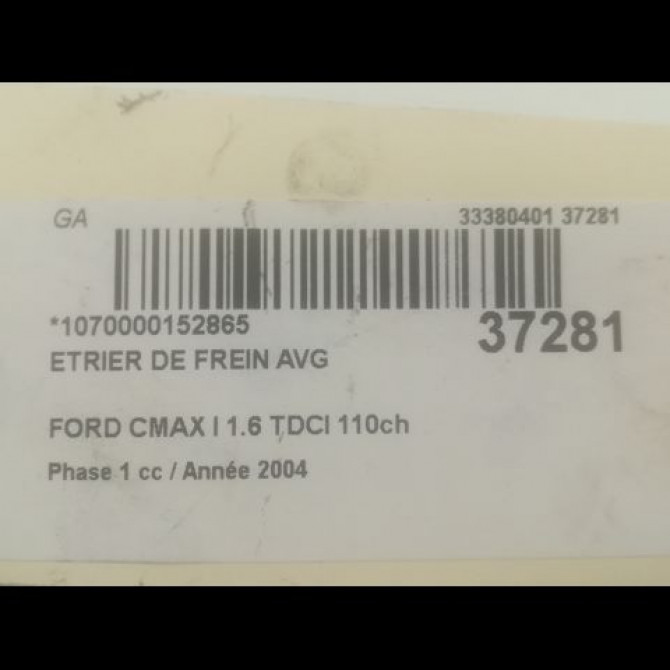 GA 33380401 37281
*1070000152865 37281
ETRIER DE FREIN AVG
FORD CMAX I 1.6 TDCI 110ch
Phase 1 cc / Année 2004